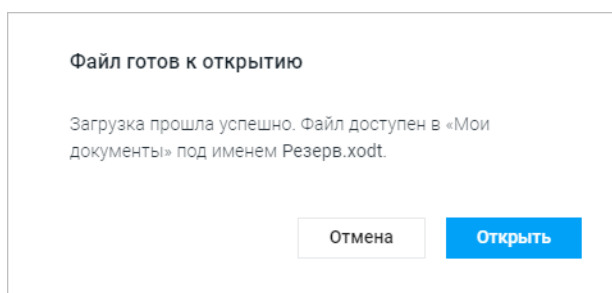 Файл готов к открытию
Загрузка прошла успешно. Файл доступен в «Мои
документы» под именем Резерв.xodt.
Отмена
Открыть